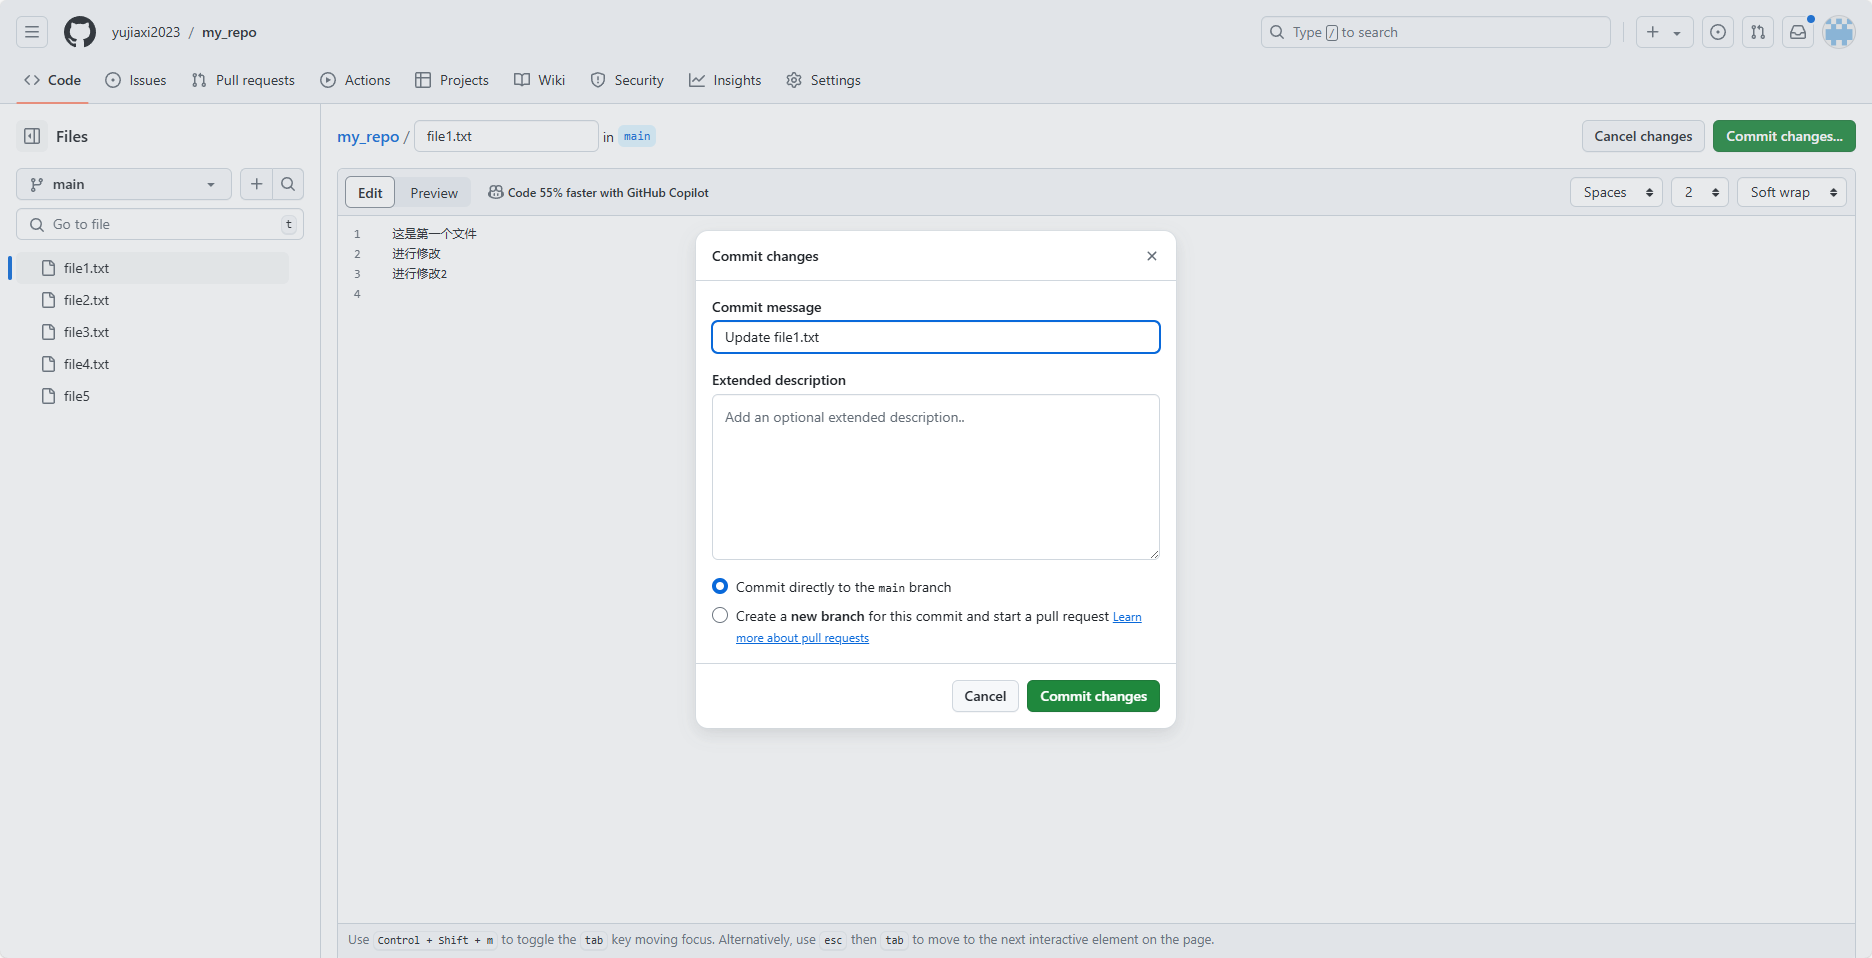 yujiaxi2023 / my_repo
Type / to search
Code Issues Pull requests Actions Projects Wiki Security Insights Settings
Files
main
Go to file t
file1.txt
file2.txt
file3.txt
file4.txt
file5
my_repo / file1.txt in main
Cancel changes Commit changes...
Edit Preview Code 55% faster with GitHub Copilot
Spaces 2 Soft wrap
1 这是第一个文件
2 进行修改
3 进行修改2
4
Commit changes
Commit message
Update file1.txt
Extended description
Add an optional extended description..
Commit directly to the main branch
Create a new branch for this commit and start a pull request Learn
more about pull requests
Cancel Commit changes
Use Control + Shift + m to toggle the tab key moving focus. Alternatively, use esc then tab to move to the next interactive element on the page.